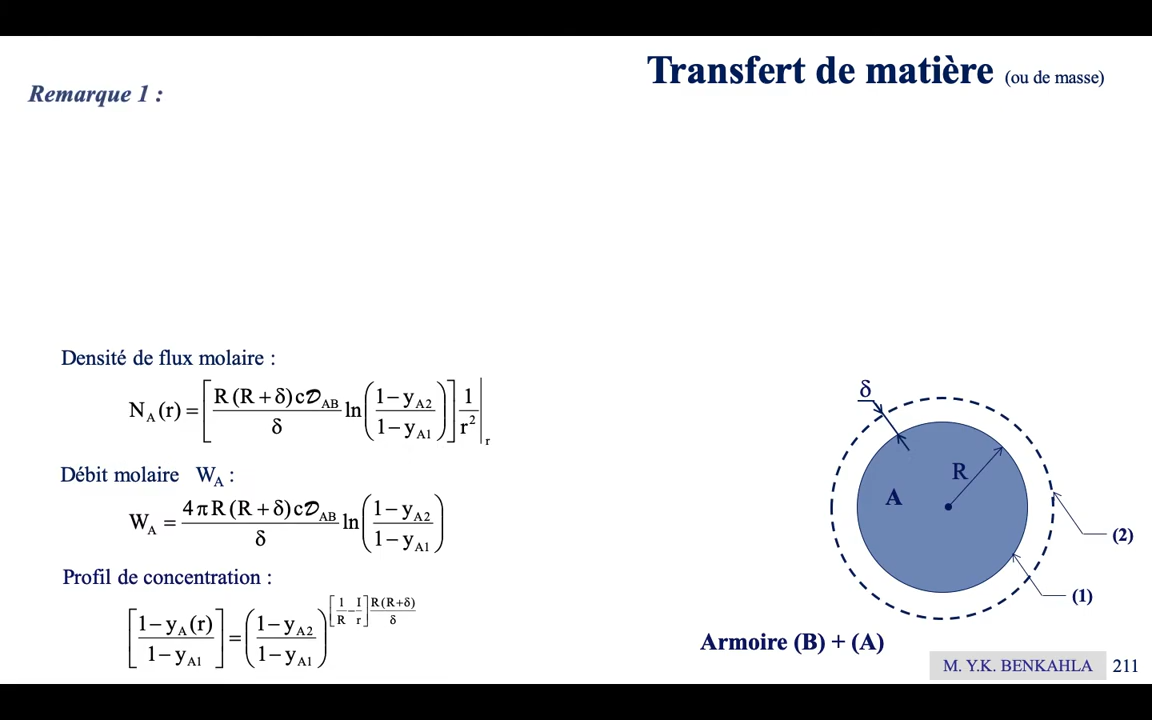 Transfert de matière (ou de masse)
Remarque 1 :
Densité de flux molaire :
N_A (r) = [ R (R + δ) c𝒟_AB / δ ln( (1 − y_A2) / (1 − y_A1) ) ] 1 / r² |_r
Débit molaire W_A :
W_A = 4 π R (R + δ) c𝒟_AB / δ ln( (1 − y_A2) / (1 − y_A1) )
Profil de concentration :
[ (1 − y_A (r)) / (1 − y_A1) ] = ( (1 − y_A2) / (1 − y_A1) )^([ 1/R − I/r ] R (R + δ) / δ)
δ
R
A
(2)
(1)
Armoire (B) + (A)
M. Y.K. BENKAHLA 211